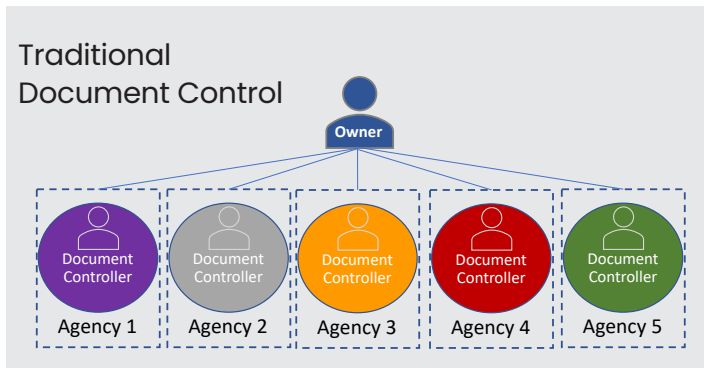 Traditional
Document Control
Owner
Document
Controller
Document
Controller
Document
Controller
Document
Controller
Document
Controller
Agency 1
Agency 2
Agency 3
Agency 4
Agency 5